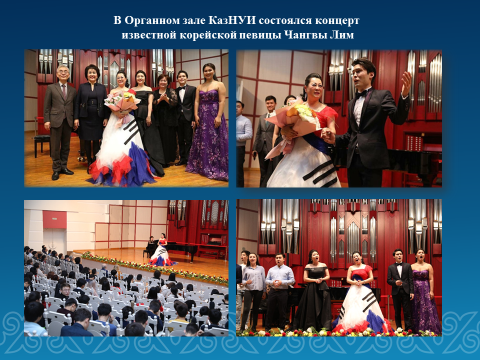 В Органном зале КазНУИ состоялся концерт
известной корейской певицы Чангвы Лим